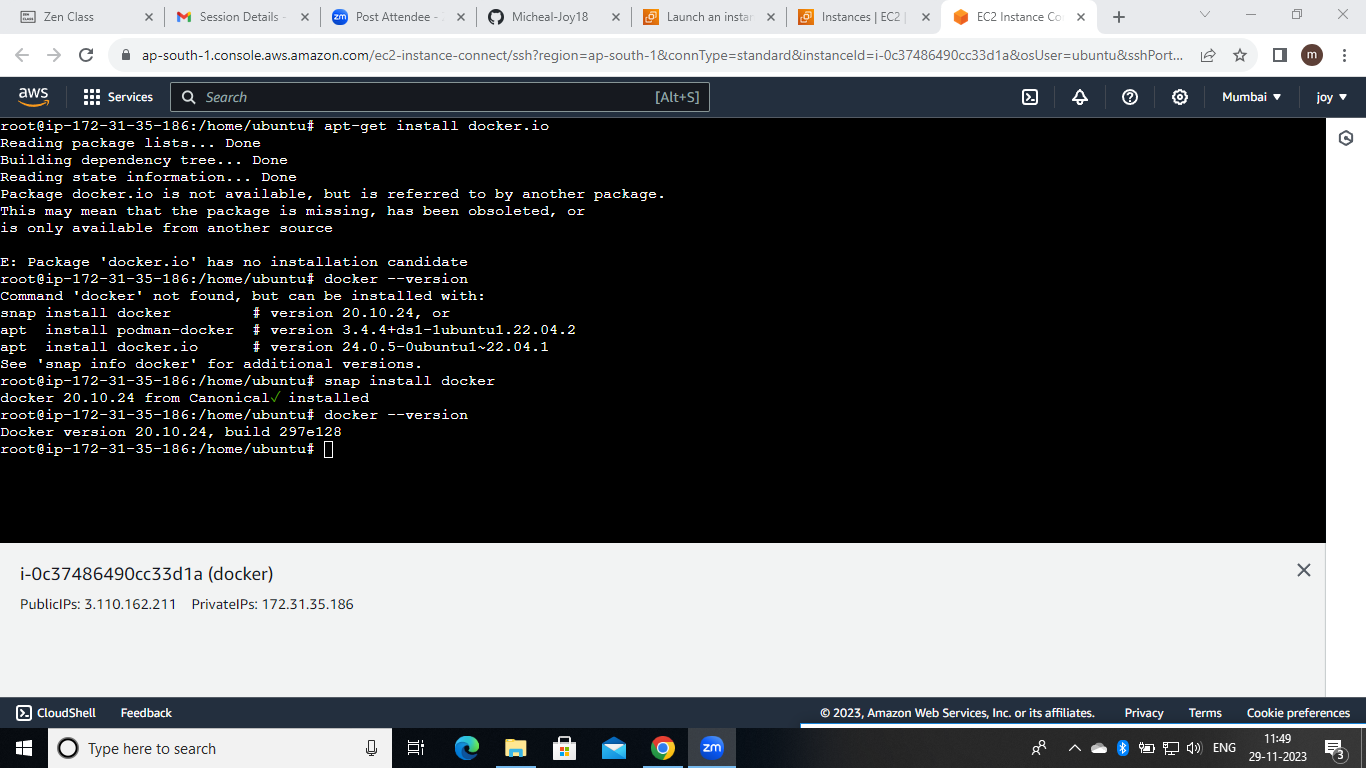 Zen Class
Session Details -
Post Attendee -
Micheal-Joy18
Launch an instan
Instances | EC2 |
EC2 Instance Co
ap-south-1.console.aws.amazon.com/ec2-instance-connect/ssh?region=ap-south-1&connType=standard&instanceId=i-0c37486490cc33d1a&osUser=ubuntu&sshPort...
m
aws
Services
Search
[Alt+S]
Mumbai
joy
root@ip-172-31-35-186:/home/ubuntu# apt-get install docker.io
Reading package lists... Done
Building dependency tree... Done
Reading state information... Done
Package docker.io is not available, but is referred to by another package.
This may mean that the package is missing, has been obsoleted, or
is only available from another source
E: Package 'docker.io' has no installation candidate
root@ip-172-31-35-186:/home/ubuntu# docker --version
Command 'docker' not found, but can be installed with:
snap install docker         # version 20.10.24, or
apt  install podman-docker  # version 3.4.4+ds1-1ubuntu1.22.04.2
apt  install docker.io      # version 24.0.5-0ubuntu1~22.04.1
See 'snap info docker' for additional versions.
root@ip-172-31-35-186:/home/ubuntu# snap install docker
docker 20.10.24 from Canonical✓ installed
root@ip-172-31-35-186:/home/ubuntu# docker --version
Docker version 20.10.24, build 297e128
root@ip-172-31-35-186:/home/ubuntu#
i-0c37486490cc33d1a (docker)
PublicIPs: 3.110.162.211 PrivateIPs: 172.31.35.186
CloudShell
Feedback
© 2023, Amazon Web Services, Inc. or its affiliates.
Privacy
Terms
Cookie preferences
Type here to search
zm
ENG
11:49
29-11-2023
3